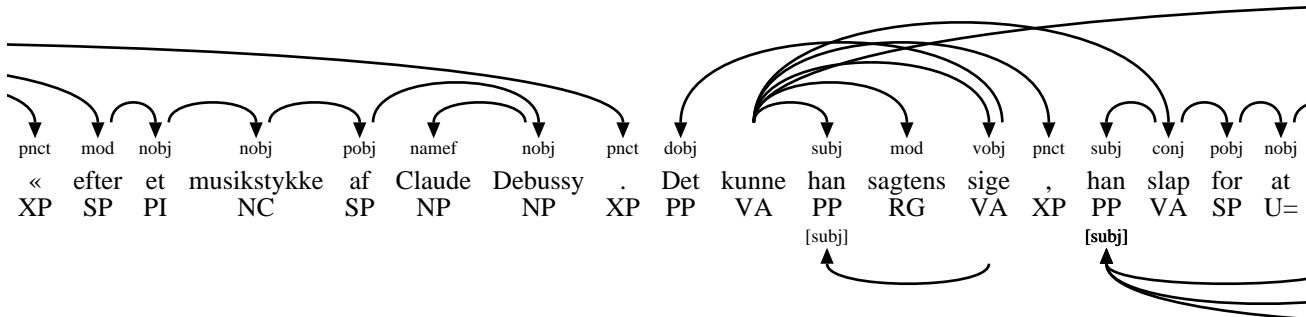 pnct mod nobj nobj pobj namef nobj pnct dobj subj mod vobj pnct subj conj pobj nobj
« efter et musikstykke af Claude Debussy . Det kunne han sagtens sige , han slap for at
XP SP PI NC SP NP NP XP PP VA PP RG VA XP PP VA SP U=
[subj] [subj]